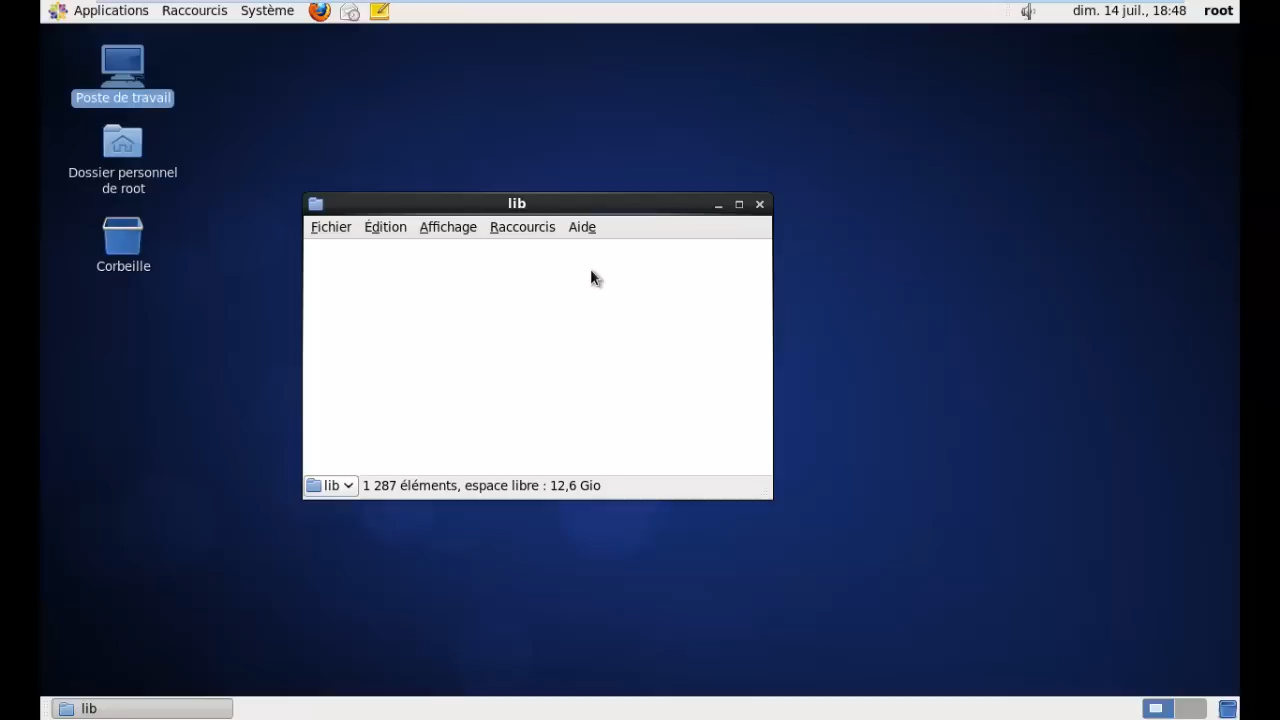 Applications Raccourcis Système dim. 14 juil., 18:48 root
Poste de travail
Dossier personnel
de root
Corbeille
lib
Fichier Édition Affichage Raccourcis Aide
lib 1 287 éléments, espace libre : 12,6 Gio
lib